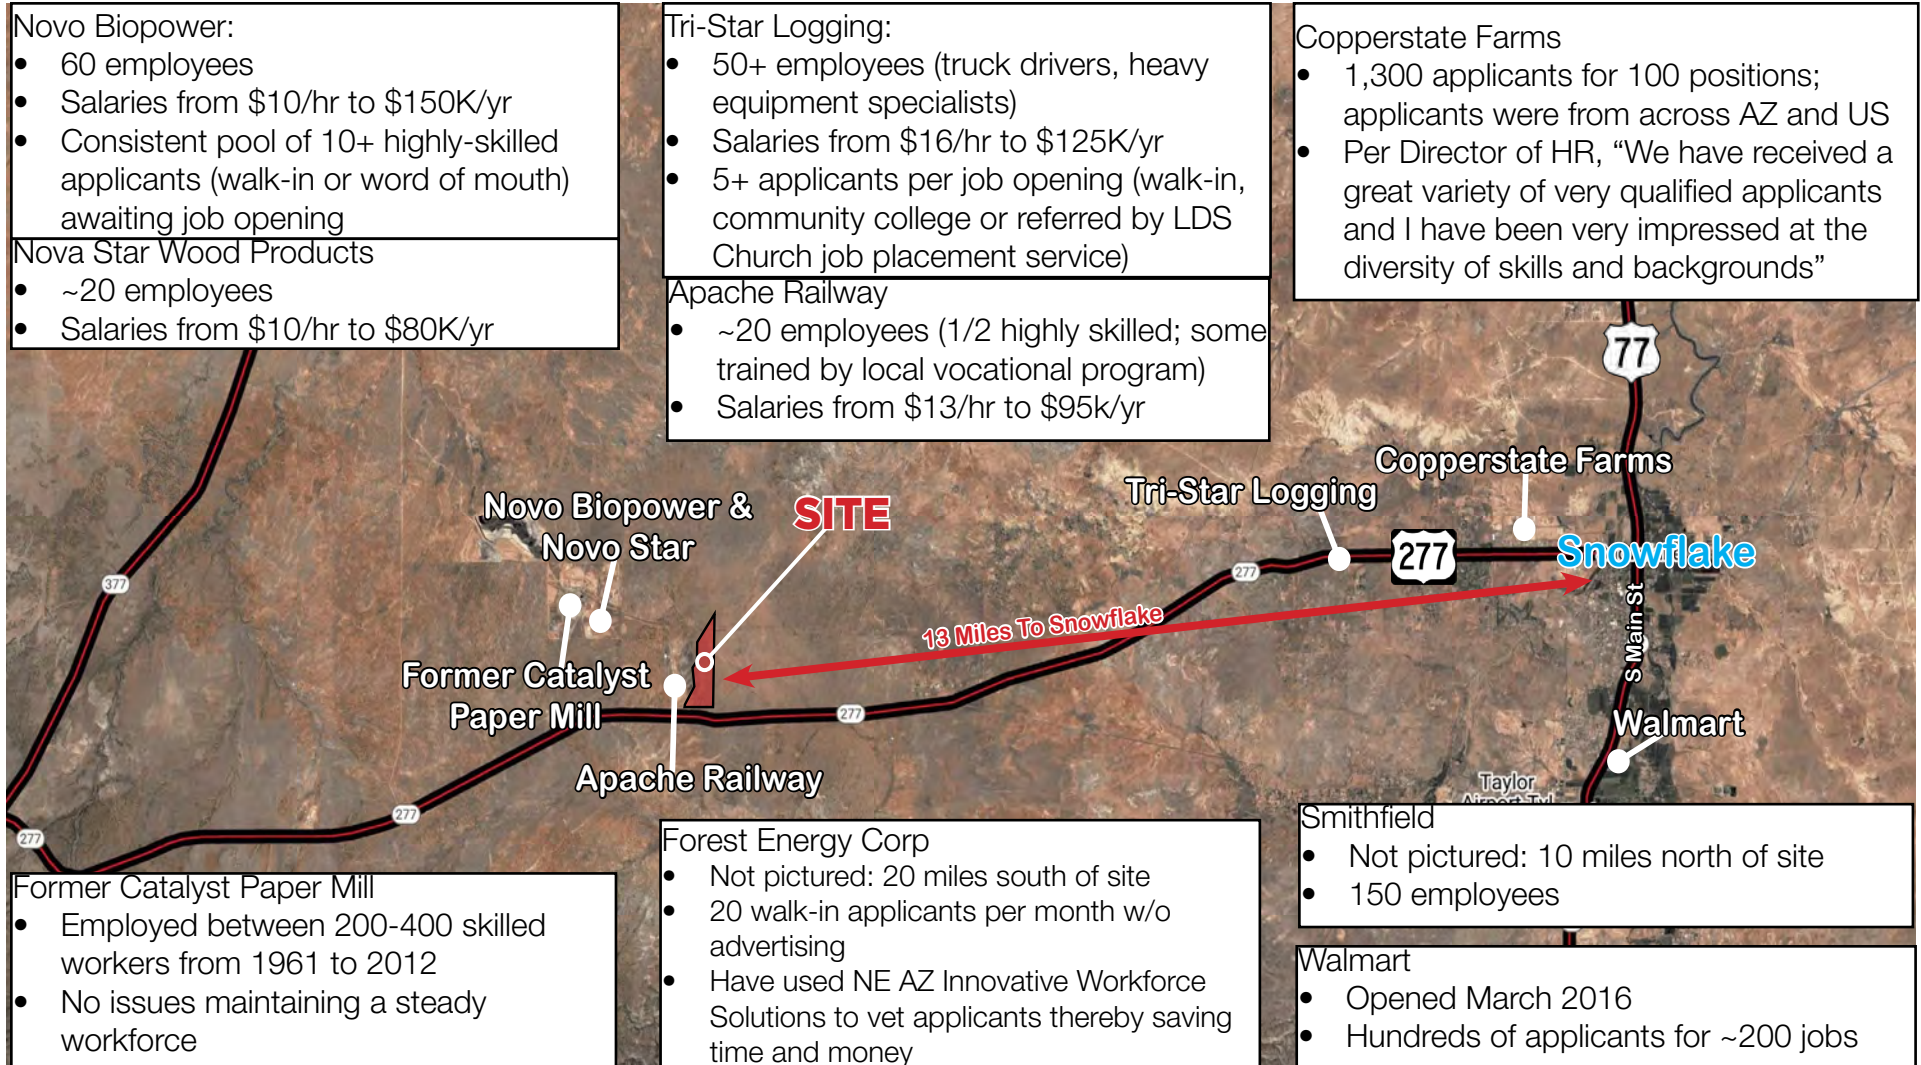 Novo Biopower:
• 60 employees
• Salaries from $10/hr to $150K/yr
• Consistent pool of 10+ highly-skilled
applicants (walk-in or word of mouth)
awaiting job opening
Nova Star Wood Products
• ~20 employees
• Salaries from $10/hr to $80K/yr
Tri-Star Logging:
• 50+ employees (truck drivers, heavy
equipment specialists)
• Salaries from $16/hr to $125K/yr
• 5+ applicants per job opening (walk-in,
community college or referred by LDS
Church job placement service)
Apache Railway
• ~20 employees (1/2 highly skilled; some
trained by local vocational program)
• Salaries from $13/hr to $95k/yr
Copperstate Farms
• 1,300 applicants for 100 positions;
applicants were from across AZ and US
• Per Director of HR, “We have received a
great variety of very qualified applicants
and I have been very impressed at the
diversity of skills and backgrounds”
77
Copperstate Farms
Tri-Star Logging
Novo Biopower &
Novo Star
SITE
277
Snowflake
277
377
13 Miles To Snowflake
S Main St
Former Catalyst
Paper Mill
277
Walmart
Apache Railway
Taylor
277
277
Former Catalyst Paper Mill
• Employed between 200-400 skilled
workers from 1961 to 2012
• No issues maintaining a steady
workforce
Forest Energy Corp
• Not pictured: 20 miles south of site
• 20 walk-in applicants per month w/o
advertising
• Have used NE AZ Innovative Workforce
Solutions to vet applicants thereby saving
time and money
Smithfield
• Not pictured: 10 miles north of site
• 150 employees
Walmart
• Opened March 2016
• Hundreds of applicants for ~200 jobs